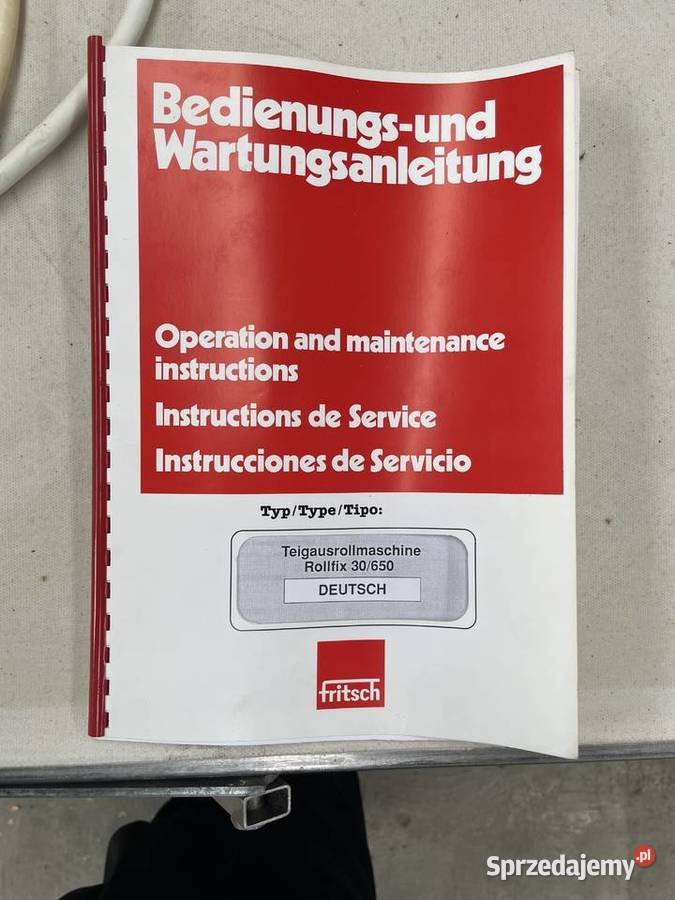 Bedienungs-und
Wartungsanleitung
Operation and maintenance
instructions
Instructions de Service
Instrucciones de Servicio
Typ/Type/Tipo:
Teigausrollmaschine
Rollfix 30/650
DEUTSCH
fritsch
Sprzedajemy.pl